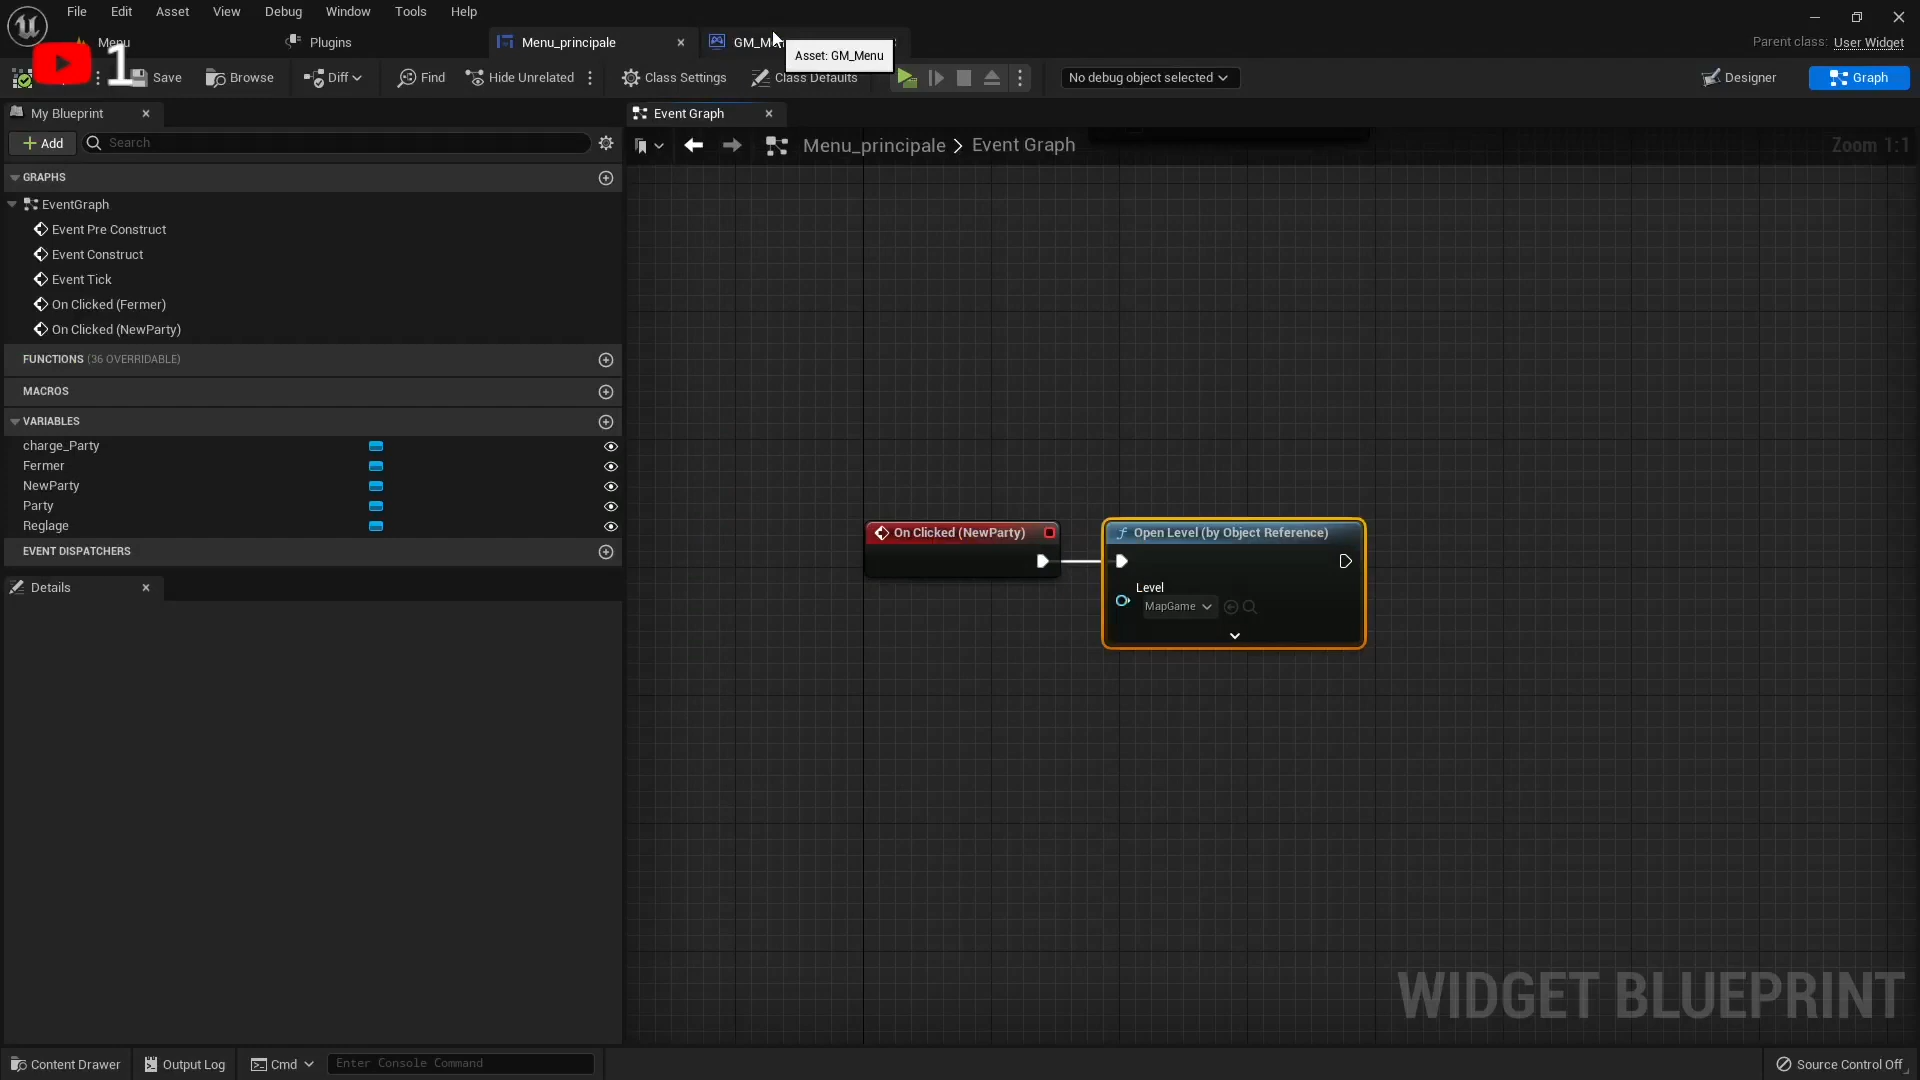 File Edit Asset View Debug Window Tools Help
Menu Plugins Menu_principale GM_M
Parent class: User Widget
Asset: GM_Menu
1 Save Browse Diff Find Hide Unrelated Class Settings Class Defaults No debug object selected Designer Graph
My Blueprint Event Graph
Add Search Menu_principale > Event Graph Zoom 1:1
GRAPHS
EventGraph
Event Pre Construct
Event Construct
Event Tick
On Clicked (Fermer)
On Clicked (NewParty)
FUNCTIONS (36 OVERRIDABLE)
MACROS
VARIABLES
charge_Party
Fermer
NewParty
Party
Reglage
EVENT DISPATCHERS
Details
On Clicked (NewParty)
Open Level (by Object Reference)
Level
MapGame
WIDGET BLUEPRINT
Content Drawer Output Log Cmd Enter Console Command Source Control Off